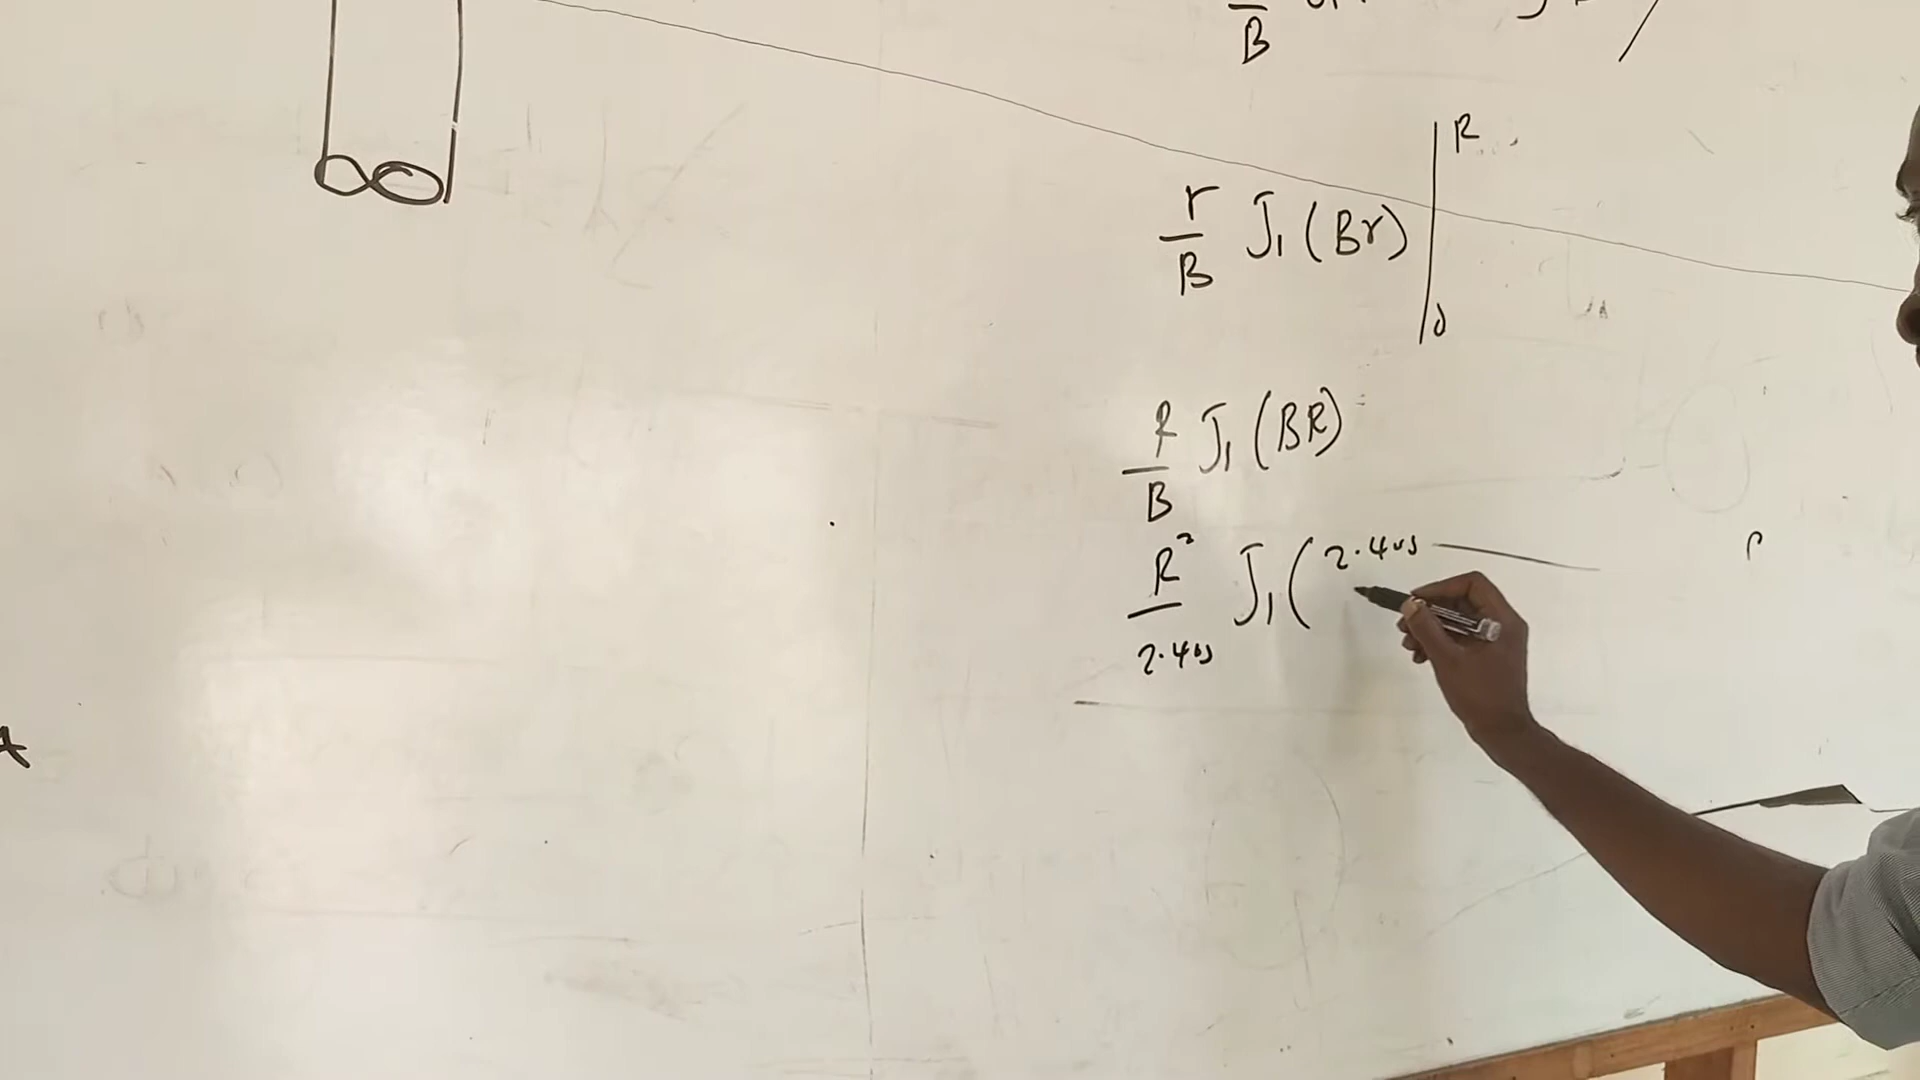 B
r/B J₁(Br) | R 0
R/B J₁(BR)
R²/2.405 J₁(2.405